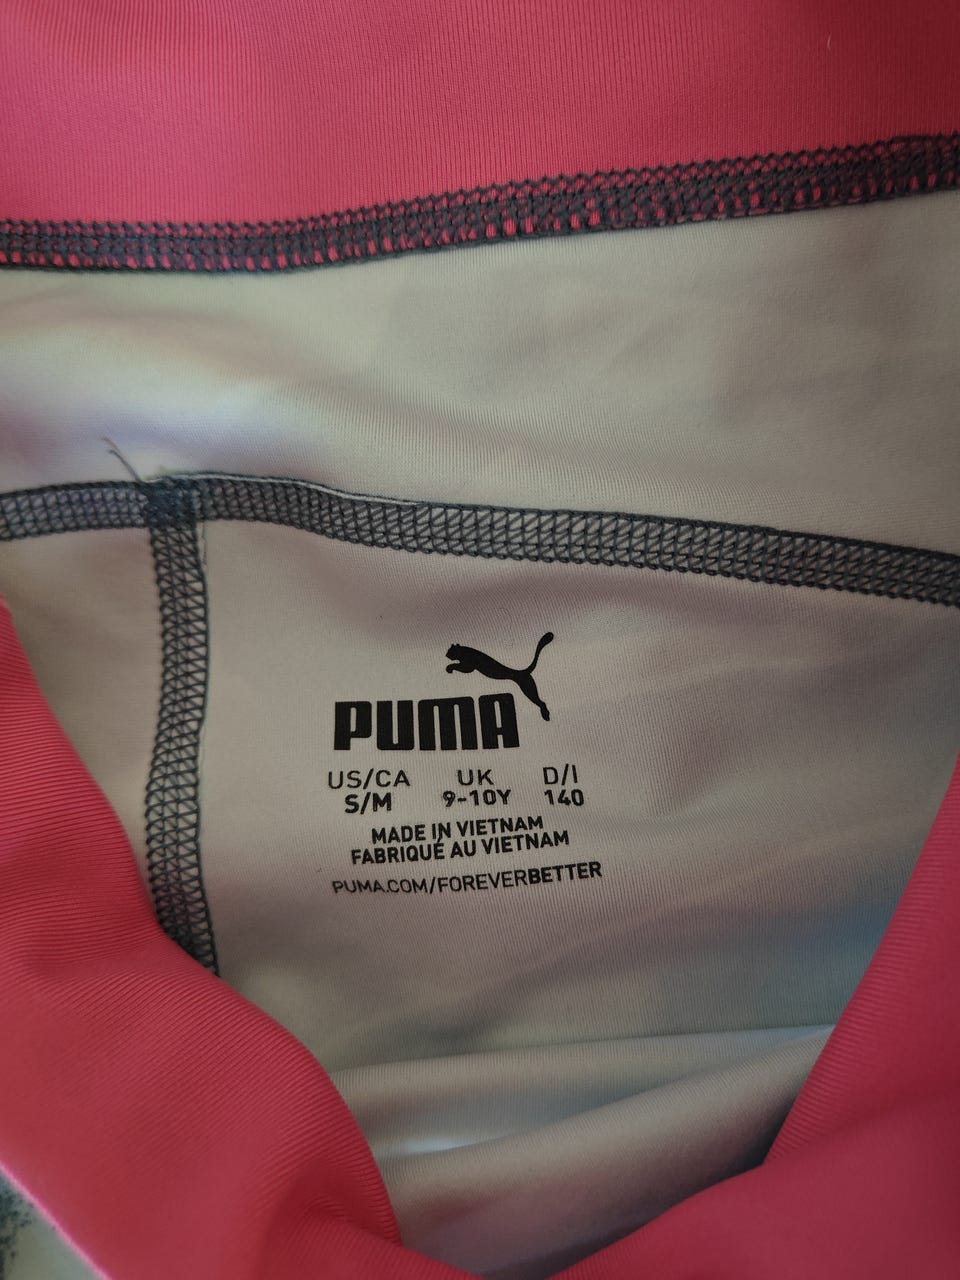 PUMA
US/CA UK D/I
S/M 9-10Y 140
MADE IN VIETNAM
FABRIQUÉ AU VIETNAM
PUMA.COM/FOREVERBETTER